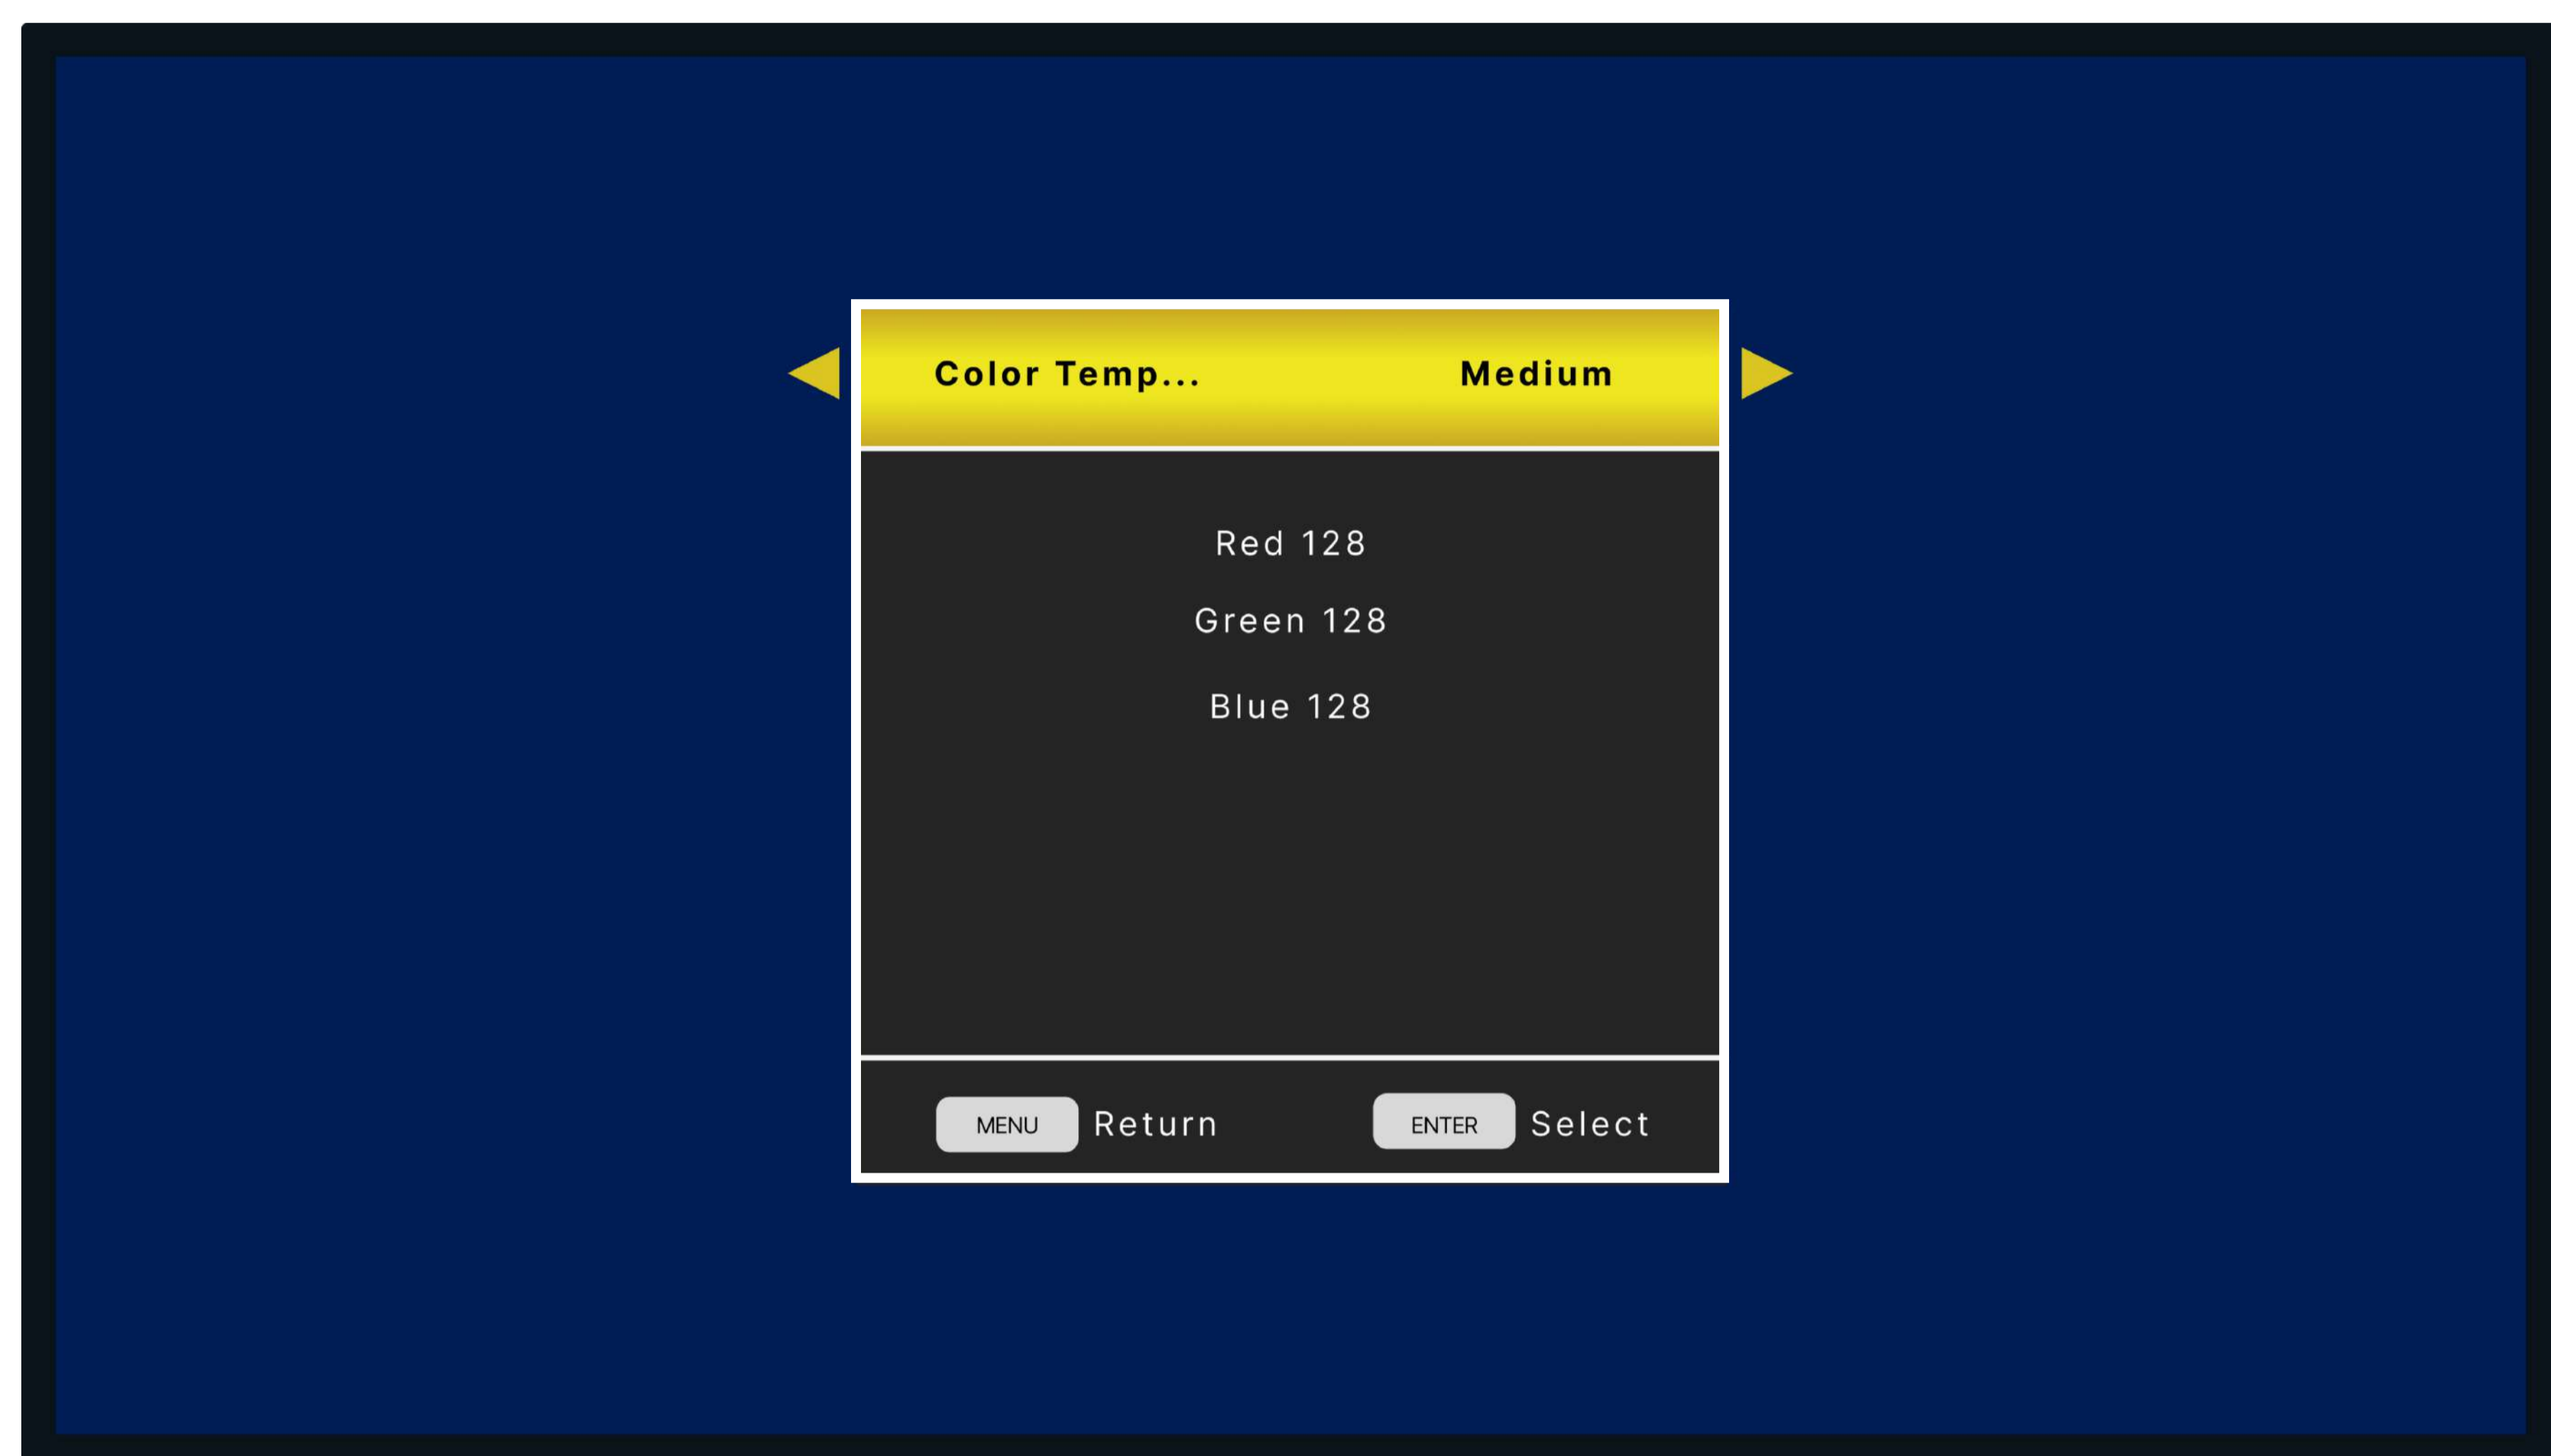 Color Temp... Medium
Red 128
Green 128
Blue 128
MENU Return ENTER Select